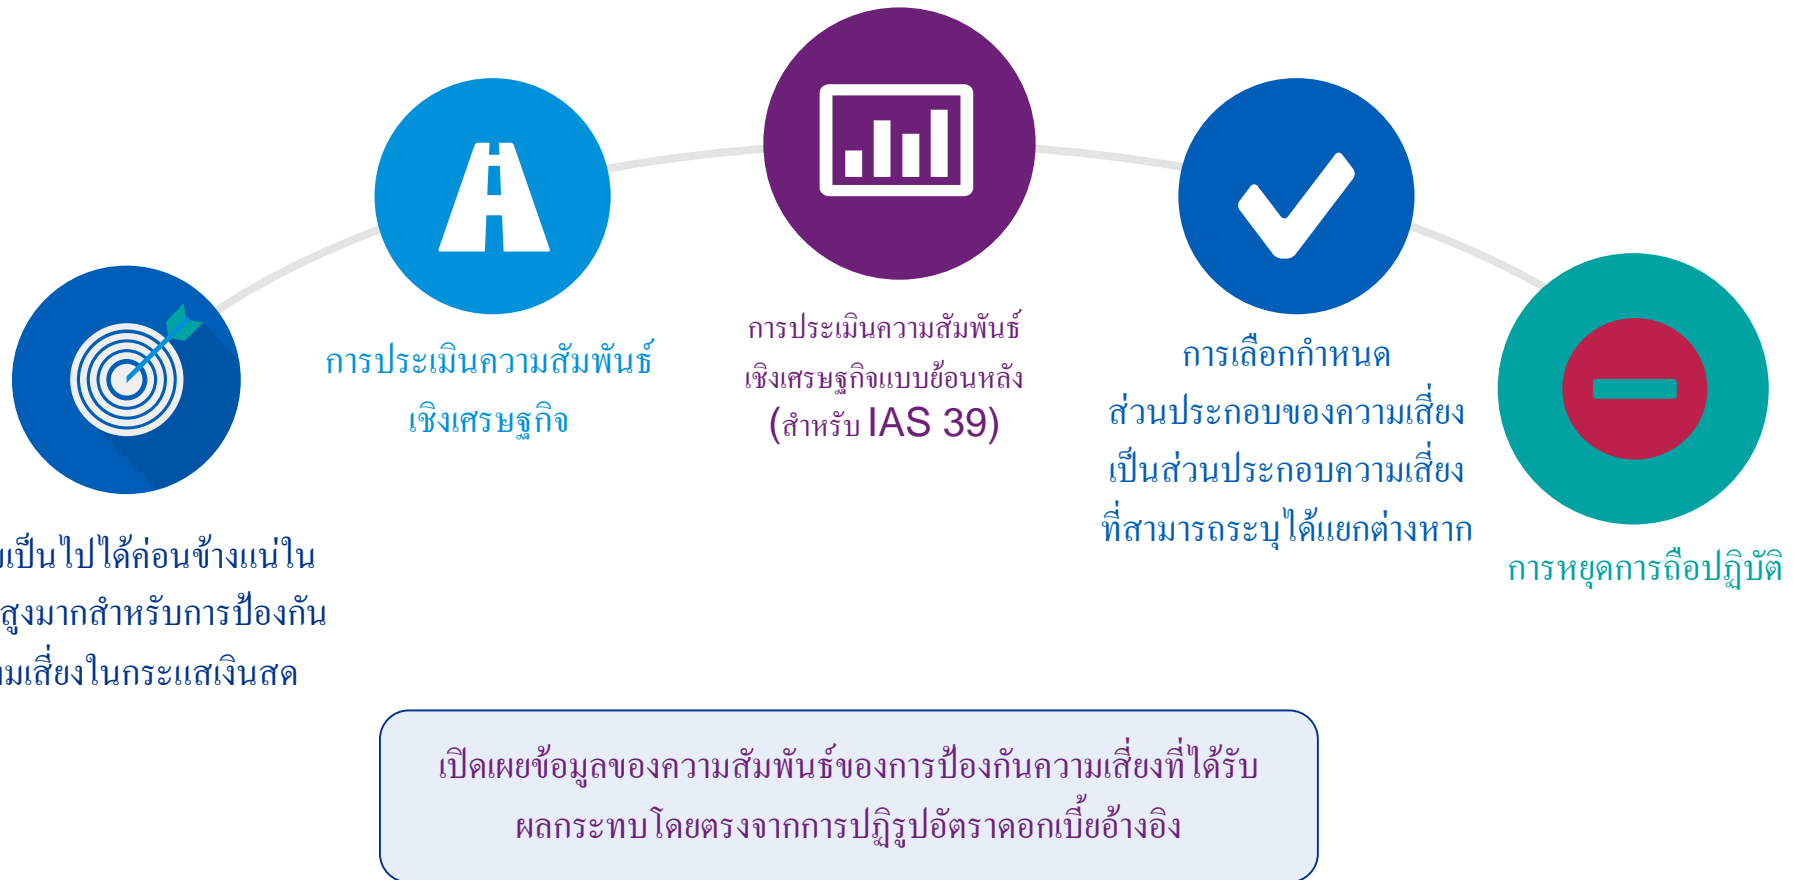 การประเมินความสัมพันธ์
เชิงเศรษฐกิจ
การประเมินความสัมพันธ์
เชิงเศรษฐกิจแบบย้อนหลัง
(สำหรับ IAS 39)
การเลือกกำหนด
ส่วนประกอบของความเสี่ยง
เป็นส่วนประกอบความเสี่ยง
ที่สามารถระบุได้แยกต่างหาก
การหยุดการถือปฏิบัติ
เป็นไปได้ค่อนข้างแน่ใน
สูงมากสำหรับการป้องกัน
มเสี่ยงในกระแสเงินสด
เปิดเผยข้อมูลของความสัมพันธ์ของการป้องกันความเสี่ยงที่ได้รับ
ผลกระทบโดยตรงจากการปฏิรูปอัตราดอกเบี้ยอ้างอิง